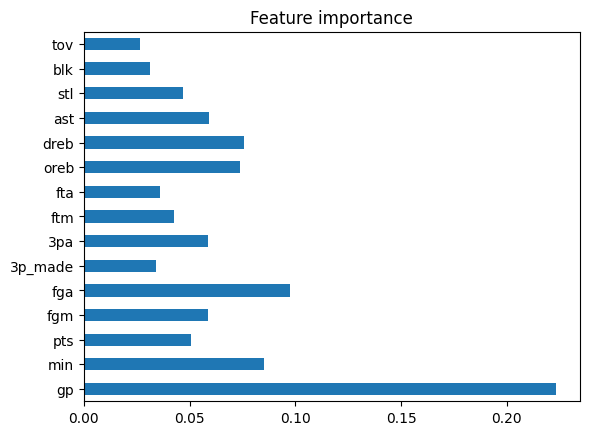 Feature importance
tov
blk
stl
ast
dreb
oreb
fta
ftm
3pa
3p_made
fga
fgm
pts
min
gp
0.00 0.05 0.10 0.15 0.20